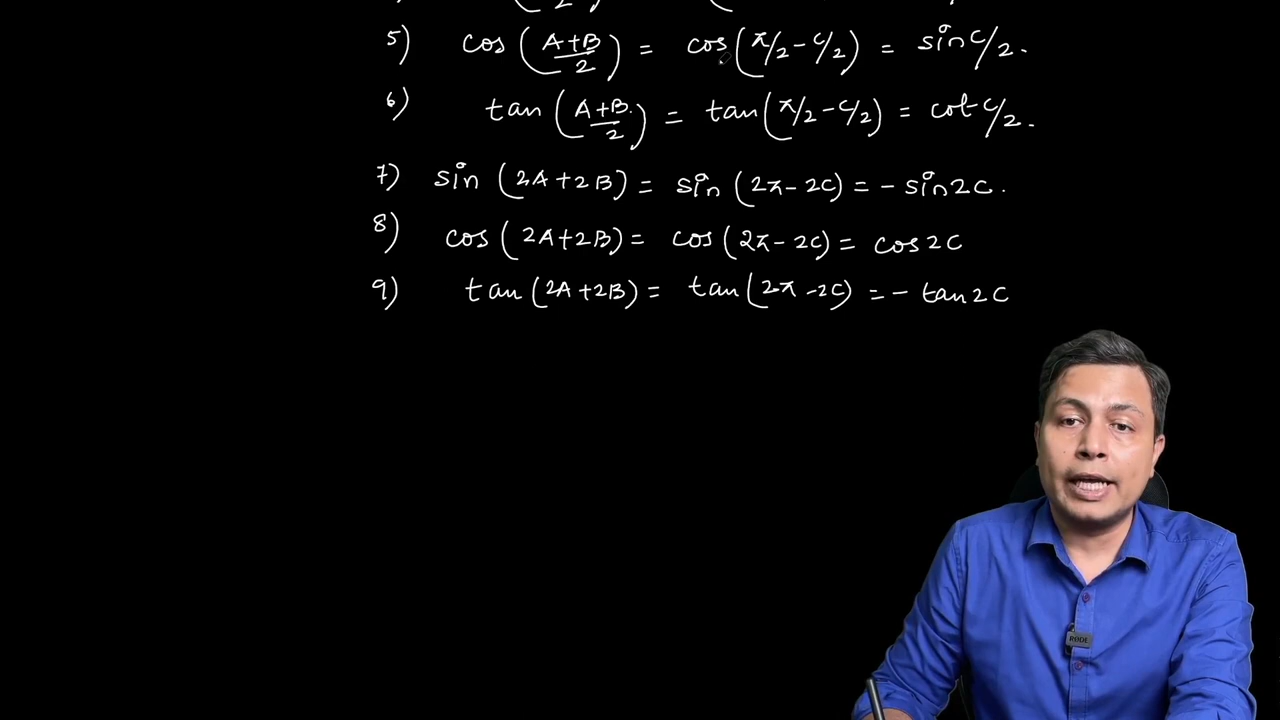 5) cos (A+B/2) = cos (π/2 - C/2) = sin C/2.
6) tan (A+B/2) = tan (π/2 - C/2) = cot C/2.
7) sin (2A+2B) = sin (2π - 2C) = - sin 2C.
8) cos (2A+2B) = cos (2π - 2C) = cos 2C
9) tan (2A+2B) = tan (2π - 2C) = - tan 2C
RØDE